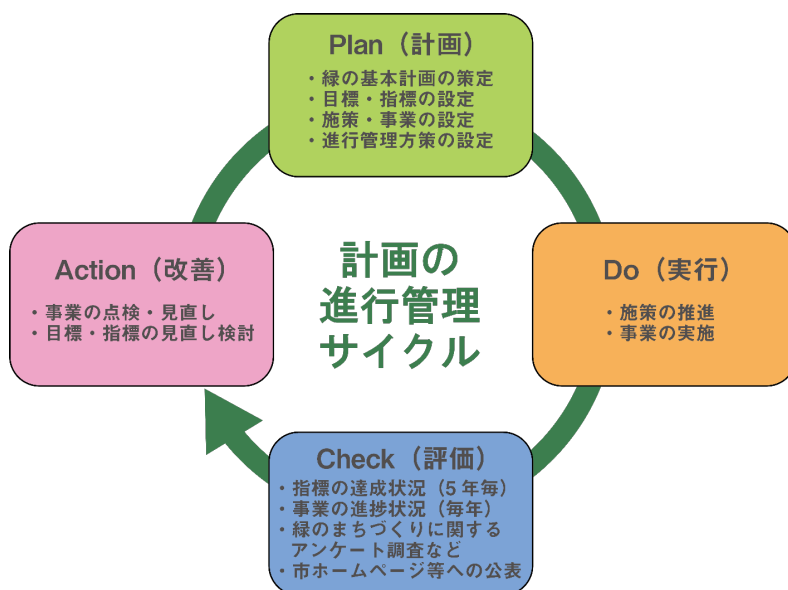 Plan（計画）
・緑の基本計画の策定
・目標・指標の設定
・施策・事業の設定
・進行管理方策の設定
計画の
進行管理
サイクル
Action（改善）
・事業の点検・見直し
・目標・指標の見直し検討
Do（実行）
・施策の推進
・事業の実施
Check（評価）
・指標の達成状況（5年毎）
・事業の進捗状況（毎年）
・緑のまちづくりに関する
アンケート調査など
・市ホームページ等への公表